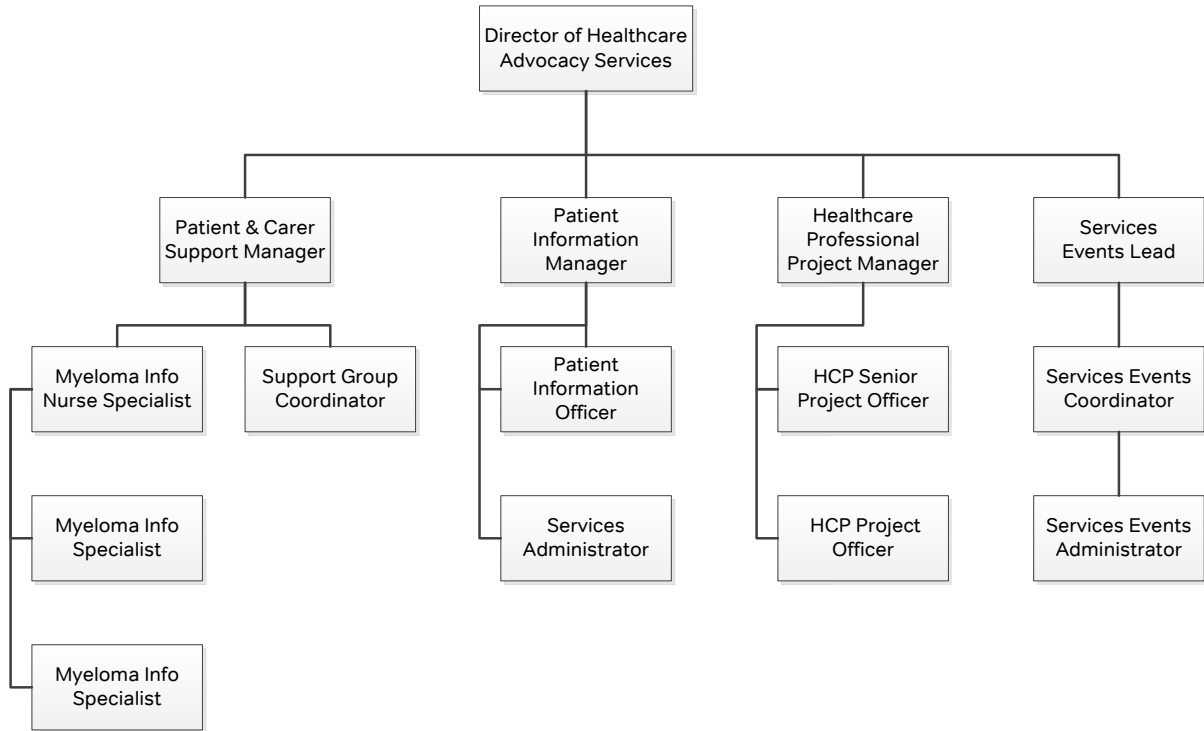 Director of Healthcare
Advocacy Services
Patient & Carer
Support Manager
Patient
Information
Manager
Healthcare
Professional
Project Manager
Services
Events Lead
Myeloma Info
Nurse Specialist
Support Group
Coordinator
Patient
Information
Officer
HCP Senior
Project Officer
Services Events
Coordinator
Myeloma Info
Specialist
Services
Administrator
HCP Project
Officer
Services Events
Administrator
Myeloma Info
Specialist